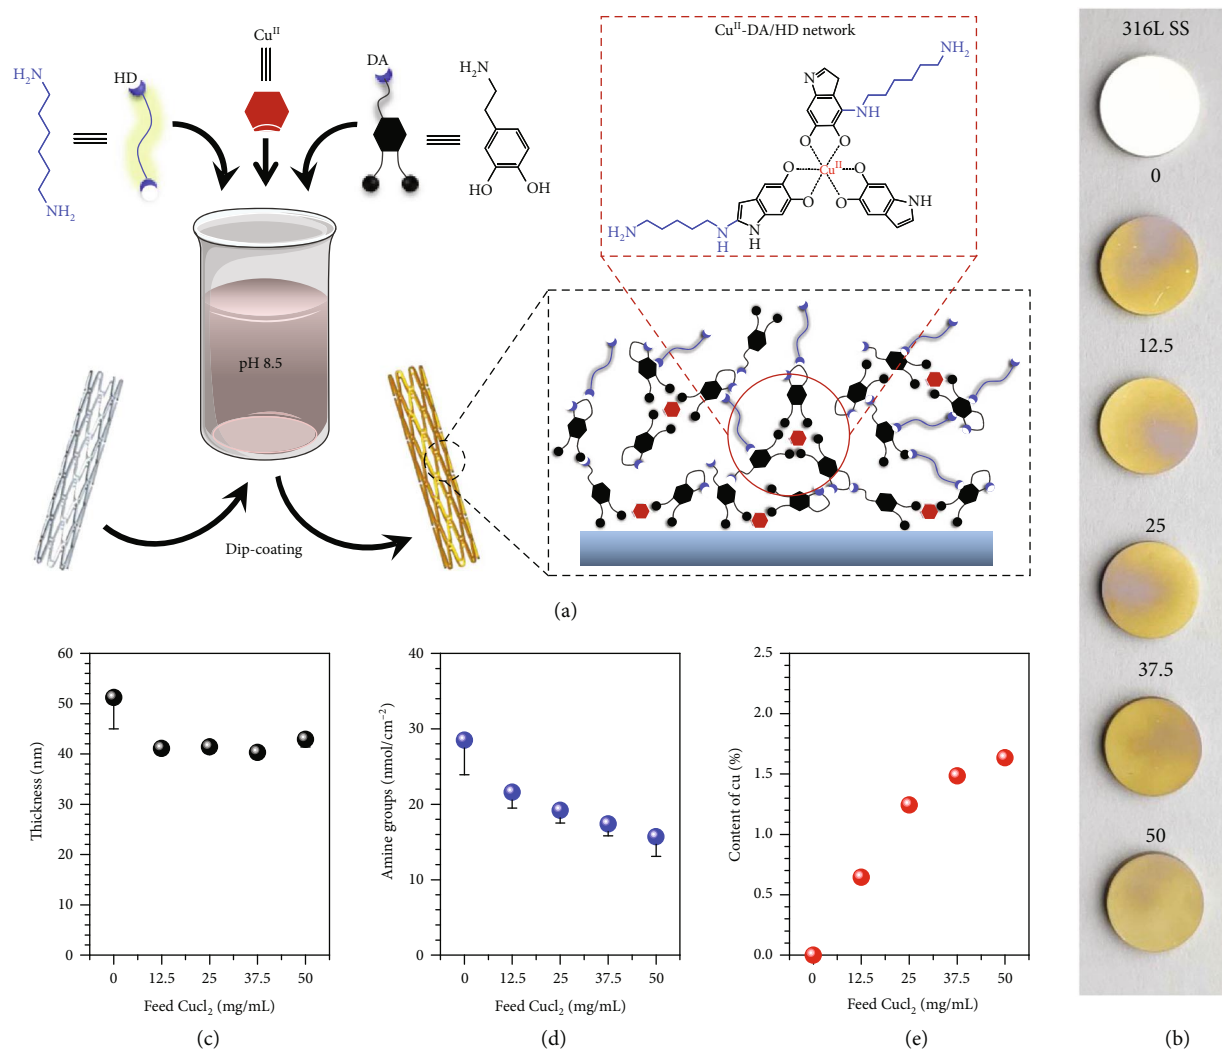 Cu^II
H₂N
HD
DA
H₂N
NH₂
HO
OH
pH 8.5
Dip-coating
Cu^II-DA/HD network
NH₂
N
NH
O
O
O
Cu^II
O
O
O
NH
H₂N
N
H
N
H
(a)
316L SS
0
12.5
25
37.5
50
(b)
60
50
40
30
20
10
0
Thickness (nm)
0
12.5
25
37.5
50
Feed Cucl₂ (mg/mL)
(c)
40
30
20
10
0
Amine groups (nmol/cm⁻²)
0
12.5
25
37.5
50
Feed Cucl₂ (mg/mL)
(d)
2.5
2.0
1.5
1.0
0.5
0.0
Content of cu (%)
0
12.5
25
37.5
50
Feed Cucl₂ (mg/mL)
(e)